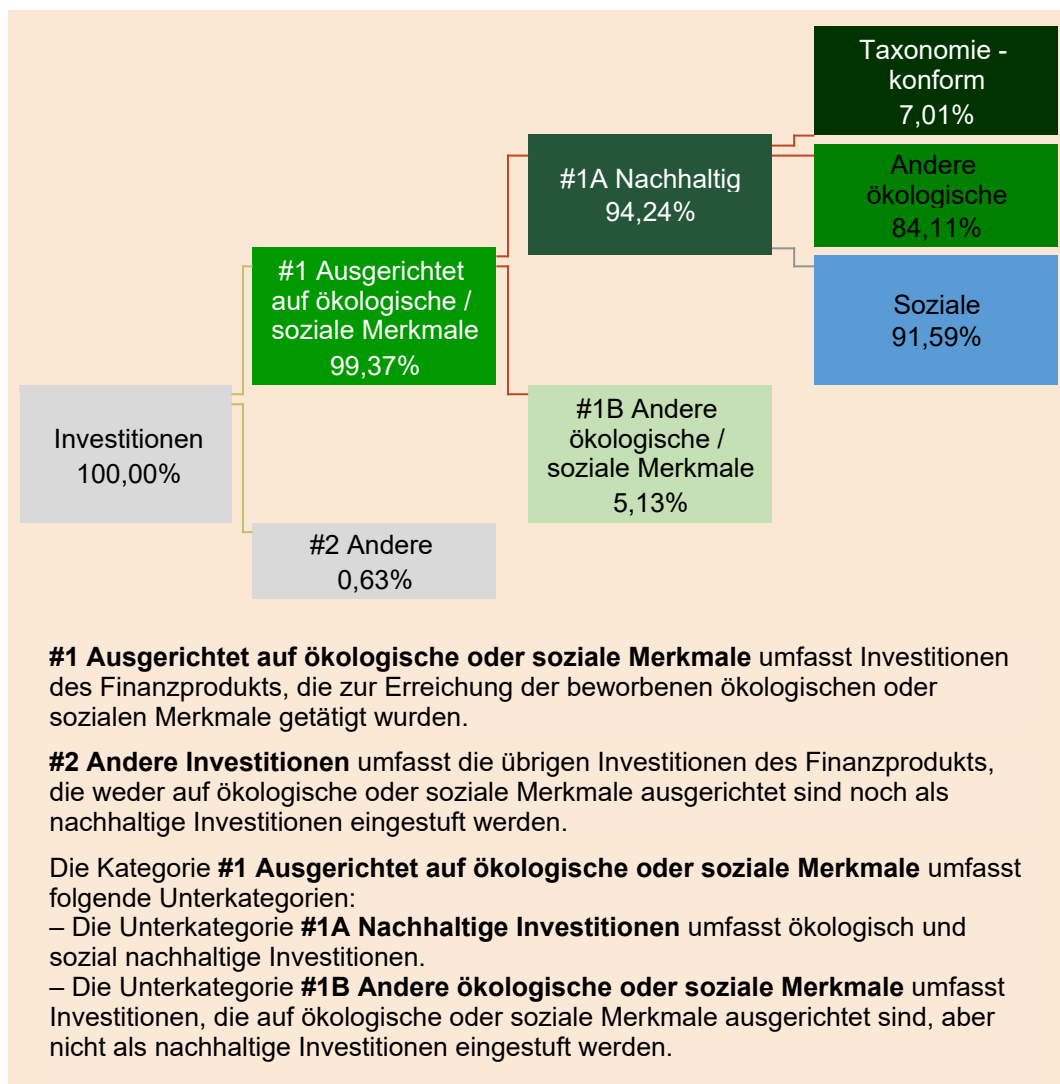 Taxonomie -
konform
7,01%
#1A Nachhaltig
94,24%
Andere
ökologische
84,11%
#1 Ausgerichtet
auf ökologische /
soziale Merkmale
99,37%
Soziale
91,59%
Investitionen
100,00%
#1B Andere
ökologische /
soziale Merkmale
5,13%
#2 Andere
0,63%
#1 Ausgerichtet auf ökologische oder soziale Merkmale umfasst Investitionen
des Finanzprodukts, die zur Erreichung der beworbenen ökologischen oder
sozialen Merkmale getätigt wurden.
#2 Andere Investitionen umfasst die übrigen Investitionen des Finanzprodukts,
die weder auf ökologische oder soziale Merkmale ausgerichtet sind noch als
nachhaltige Investitionen eingestuft werden.
Die Kategorie #1 Ausgerichtet auf ökologische oder soziale Merkmale umfasst
folgende Unterkategorien:
– Die Unterkategorie #1A Nachhaltige Investitionen umfasst ökologisch und
sozial nachhaltige Investitionen.
– Die Unterkategorie #1B Andere ökologische oder soziale Merkmale umfasst
Investitionen, die auf ökologische oder soziale Merkmale ausgerichtet sind, aber
nicht als nachhaltige Investitionen eingestuft werden.